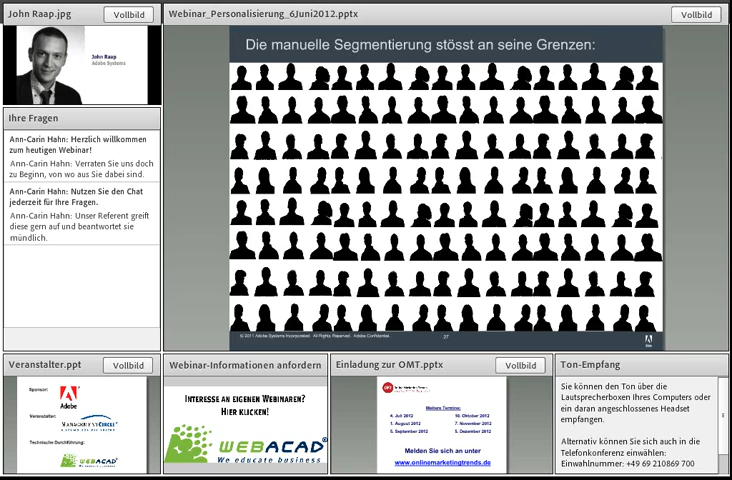 John Raap.jpg
Vollbild
Webinar_Personalisierung_6Juni2012.pptx
Vollbild
John Raap
Adobe Systems
Die manuelle Segmentierung stösst an seine Grenzen:
Ihre Fragen
Ann-Carin Hahn: Herzlich willkommen
zum heutigen Webinar!
Ann-Carin Hahn: Verraten Sie uns doch
zu Beginn, von wo aus Sie dabei sind.
Ann-Carin Hahn: Nutzen Sie den Chat
jederzeit für Ihre Fragen.
Ann-Carin Hahn: Unser Referent greift
diese gern auf und beantwortet sie
mündlich.
© 2011 Adobe Systems Incorporated. All Rights Reserved. Adobe Confidential.
27
Veranstalter.ppt
Vollbild
Sponsor:
Adobe
Veranstalter:
MANAGEMENT CIRCLE
Technische Durchführung:
WEBACAD
Webinar-Informationen anfordern
INTERESSE AN EIGENEN WEBINAREN?
HIER KLICKEN!
WEBACAD®
We educate business
Einladung zur OMT.pptx
Vollbild
OMT
Weitere Termine:
4. Juli 2012
10. Oktober 2012
1. August 2012
7. November 2012
5. September 2012
5. Dezember 2012
Melden Sie sich an unter
www.onlinemarketingtrends.de
Ton-Empfang
Sie können den Ton über die
Lautsprecherboxen Ihres Computers oder
ein daran angeschlossenes Headset
empfangen.
Alternativ können Sie sich auch in die
Telefonkonferenz einwählen:
Einwahlnummer: +49 69 210869 700